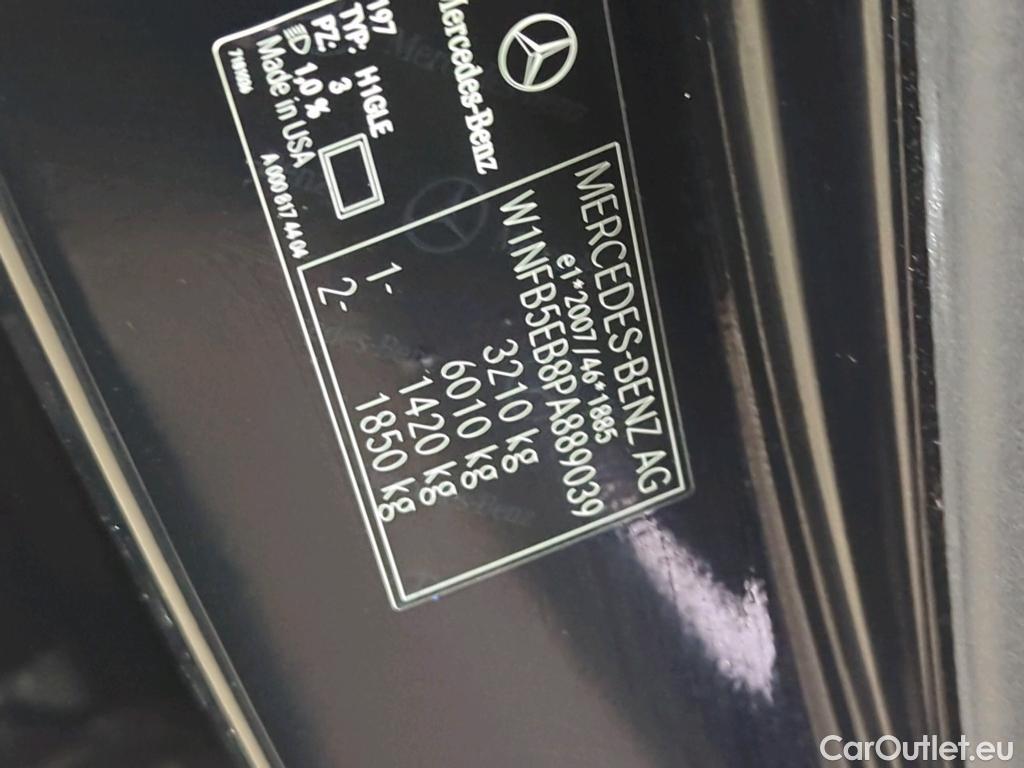 MERCEDES-BENZ AG
e1*2007/46*1885
W1NFB5EB8PA889039
3210 kg
6010 kg
1- 1420 kg
2- 1850 kg
Mercedes-Benz
197
TYP: H1GLE
PZ: 3
1,0 %
Made in USA
A 000 817 44 04
CarOutlet.eu